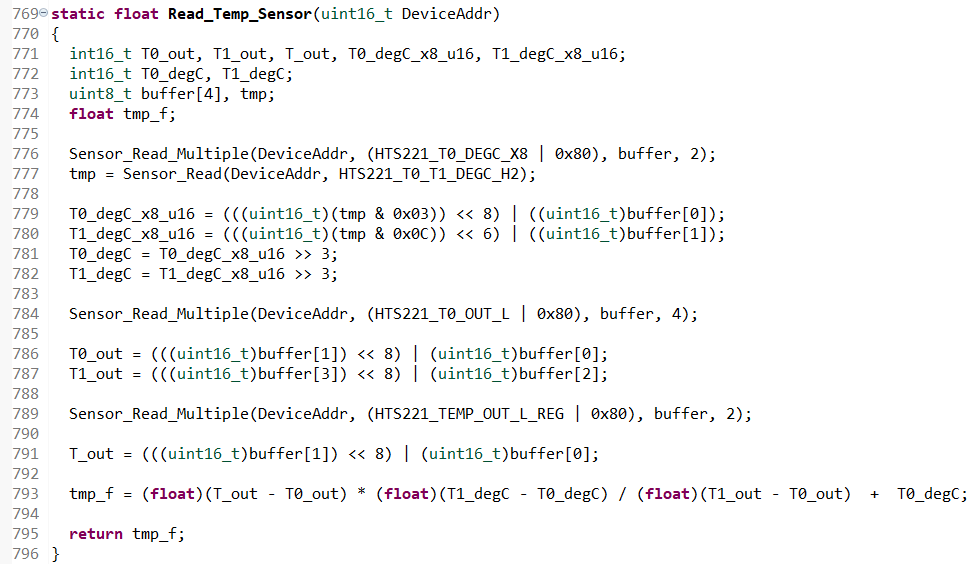 769 static float Read_Temp_Sensor(uint16_t DeviceAddr)
770 {
771   int16_t T0_out, T1_out, T_out, T0_degC_x8_u16, T1_degC_x8_u16;
772   int16_t T0_degC, T1_degC;
773   uint8_t buffer[4], tmp;
774   float tmp_f;
775
776   Sensor_Read_Multiple(DeviceAddr, (HTS221_T0_DEGC_X8 | 0x80), buffer, 2);
777   tmp = Sensor_Read(DeviceAddr, HTS221_T0_T1_DEGC_H2);
778
779   T0_degC_x8_u16 = (((uint16_t)(tmp & 0x03)) << 8) | ((uint16_t)buffer[0]);
780   T1_degC_x8_u16 = (((uint16_t)(tmp & 0x0C)) << 6) | ((uint16_t)buffer[1]);
781   T0_degC = T0_degC_x8_u16 >> 3;
782   T1_degC = T1_degC_x8_u16 >> 3;
783
784   Sensor_Read_Multiple(DeviceAddr, (HTS221_T0_OUT_L | 0x80), buffer, 4);
785
786   T0_out = (((uint16_t)buffer[1]) << 8) | (uint16_t)buffer[0];
787   T1_out = (((uint16_t)buffer[3]) << 8) | (uint16_t)buffer[2];
788
789   Sensor_Read_Multiple(DeviceAddr, (HTS221_TEMP_OUT_L_REG | 0x80), buffer, 2);
790
791   T_out = (((uint16_t)buffer[1]) << 8) | (uint16_t)buffer[0];
792
793   tmp_f = (float)(T_out - T0_out) * (float)(T1_degC - T0_degC) / (float)(T1_out - T0_out)  +  T0_degC;
794
795   return tmp_f;
796 }